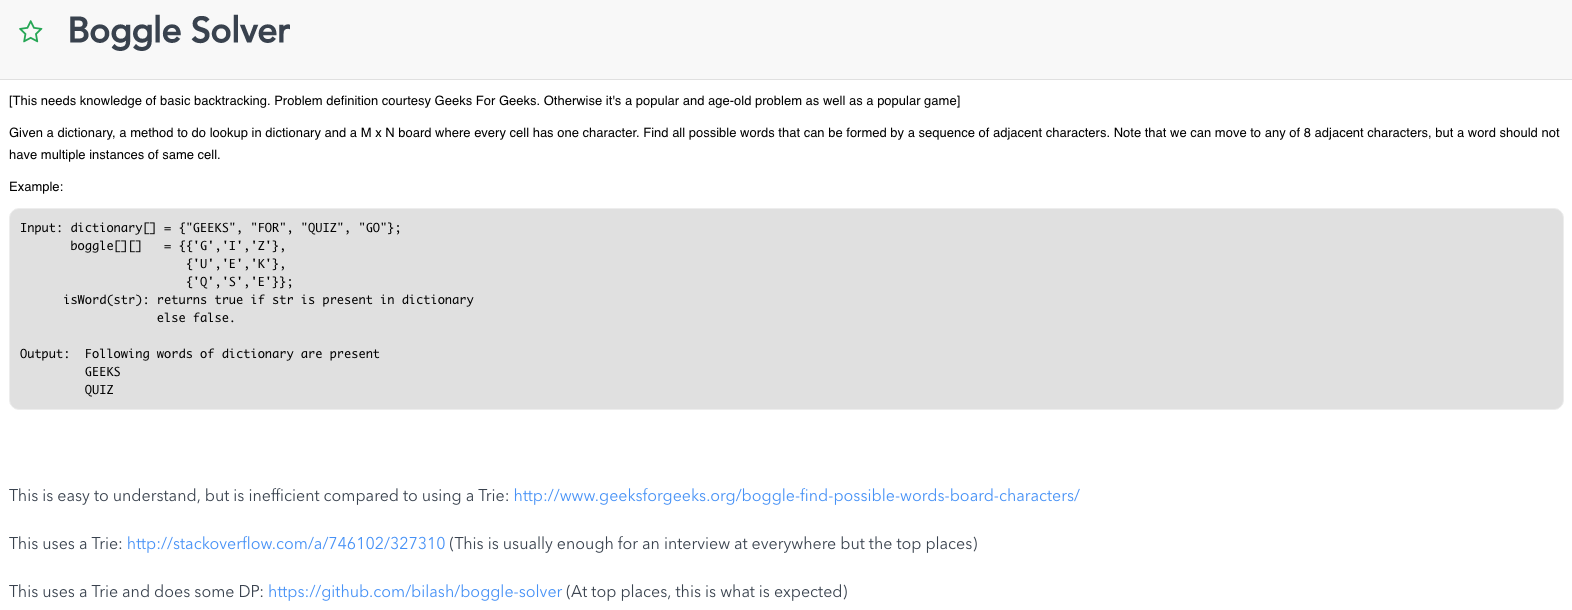 Boggle Solver
[This needs knowledge of basic backtracking. Problem definition courtesy Geeks For Geeks. Otherwise it's a popular and age-old problem as well as a popular game]
Given a dictionary, a method to do lookup in dictionary and a M x N board where every cell has one character. Find all possible words that can be formed by a sequence of adjacent characters. Note that we can move to any of 8 adjacent characters, but a word should not
have multiple instances of same cell.
Example:
Input: dictionary[] = {"GEEKS", "FOR", "QUIZ", "GO"};
       boggle[][]   = {{'G','I','Z'},
                       {'U','E','K'},
                       {'Q','S','E'}};
      isWord(str): returns true if str is present in dictionary
                   else false.
Output:  Following words of dictionary are present
         GEEKS
         QUIZ
This is easy to understand, but is inefficient compared to using a Trie: http://www.geeksforgeeks.org/boggle-find-possible-words-board-characters/
This uses a Trie: http://stackoverflow.com/a/746102/327310 (This is usually enough for an interview at everywhere but the top places)
This uses a Trie and does some DP: https://github.com/bilash/boggle-solver (At top places, this is what is expected)